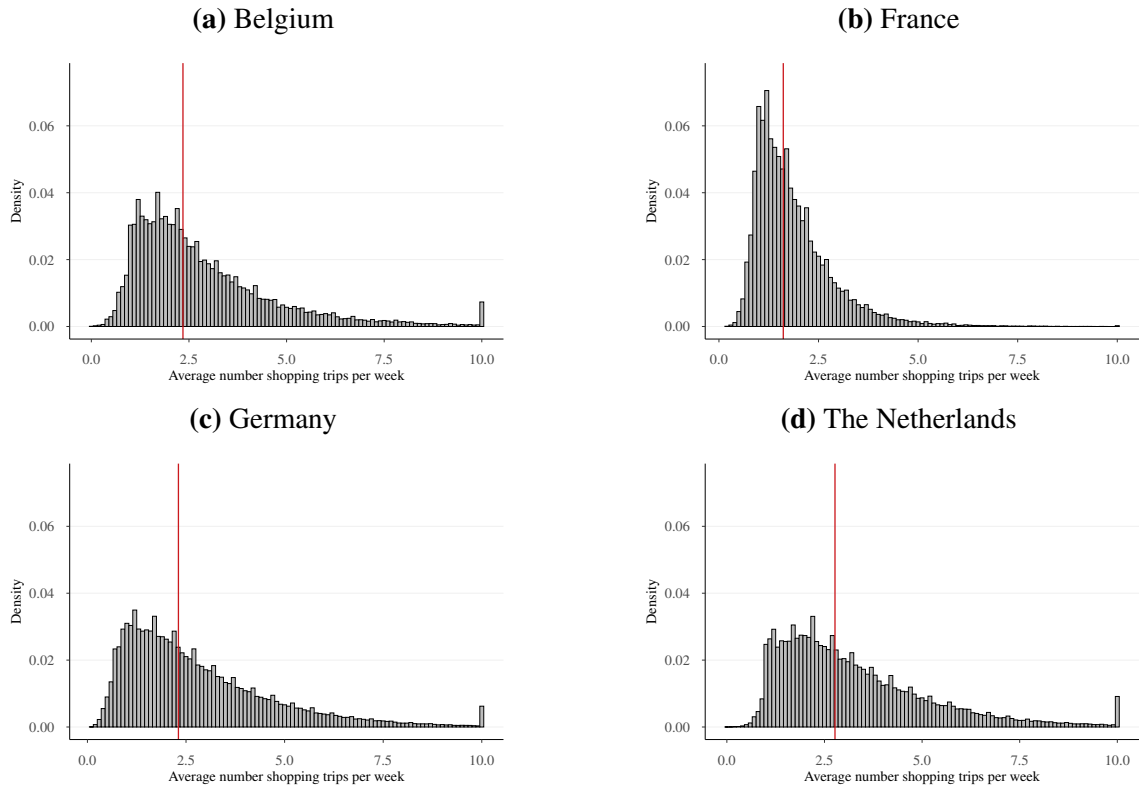 (a) Belgium
0.06
0.04
0.02
0.00
Density
0.0 2.5 5.0 7.5 10.0
Average number shopping trips per week
(b) France
0.06
0.04
0.02
0.00
Density
0.0 2.5 5.0 7.5 10.0
Average number shopping trips per week
(c) Germany
0.06
0.04
0.02
0.00
Density
0.0 2.5 5.0 7.5 10.0
Average number shopping trips per week
(d) The Netherlands
0.06
0.04
0.02
0.00
Density
0.0 2.5 5.0 7.5 10.0
Average number shopping trips per week